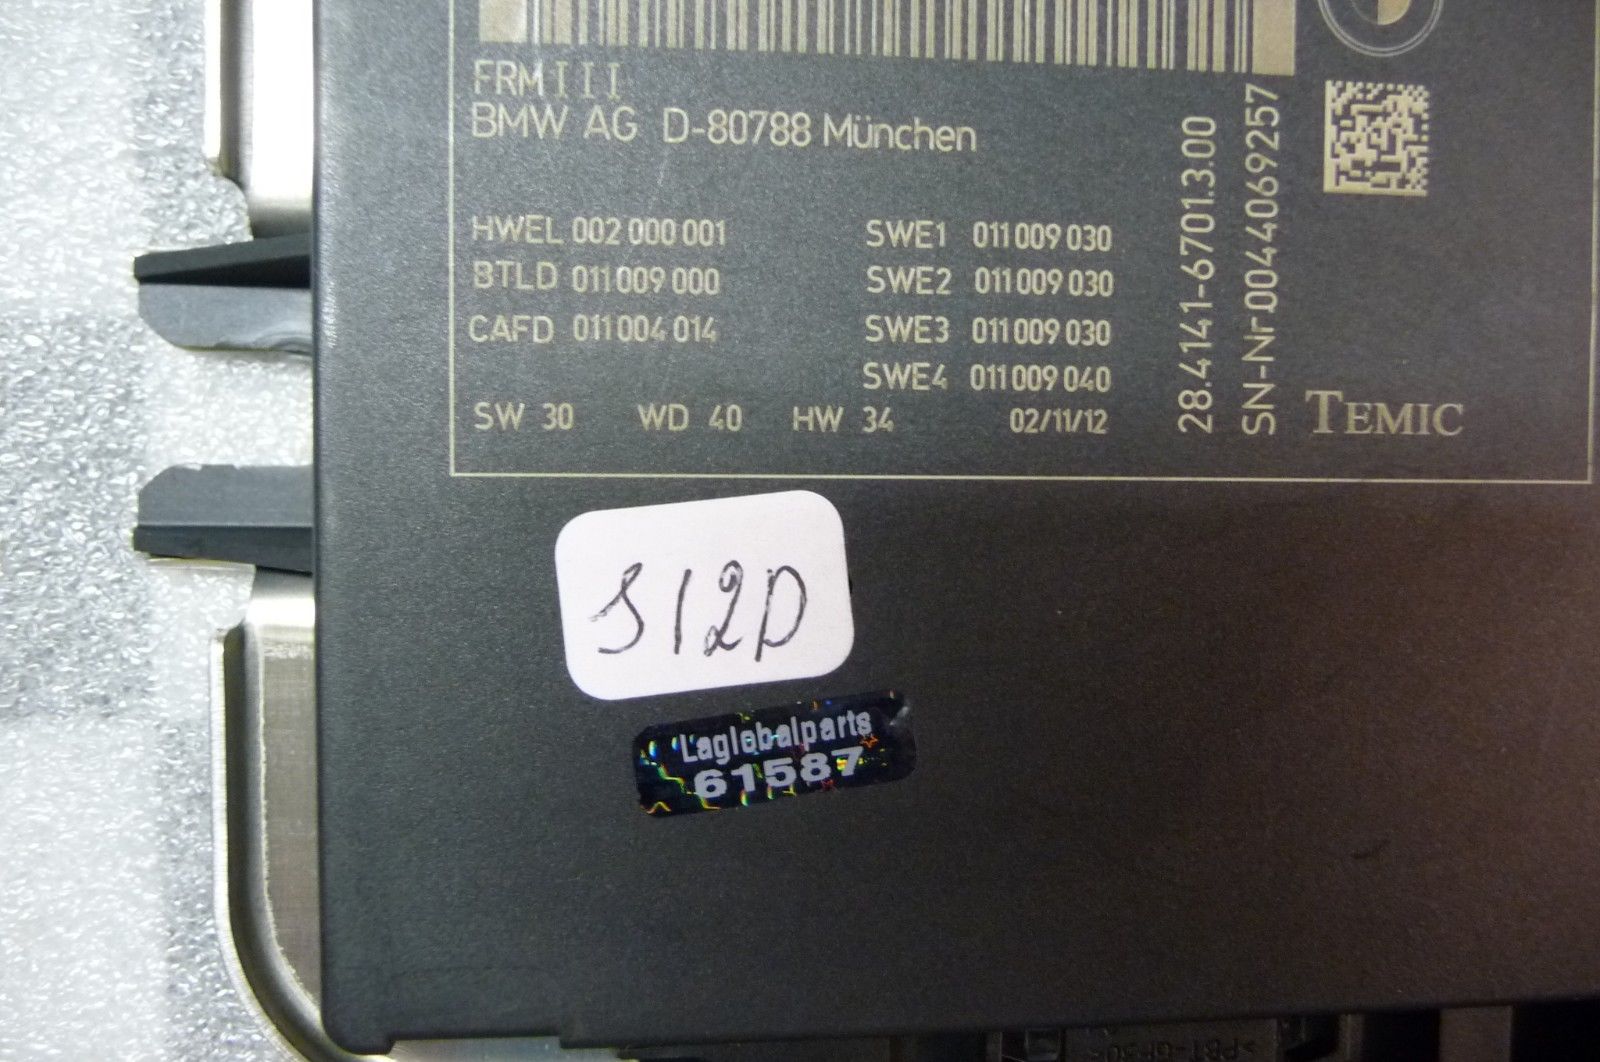 FRM III
BMW AG D-80788 München
HWEL 002 000 001 SWE1 011 009 030
BTLD 011 009 000 SWE2 011 009 030
CAFD 011 004 014 SWE3 011 009 030
SWE4 011 009 040
SW 30 WD 40 HW 34 02/11/12
28.4141-6701.3.00
SN-Nr 0044069257
TEMIC
S12D
Laglobalparts
61587